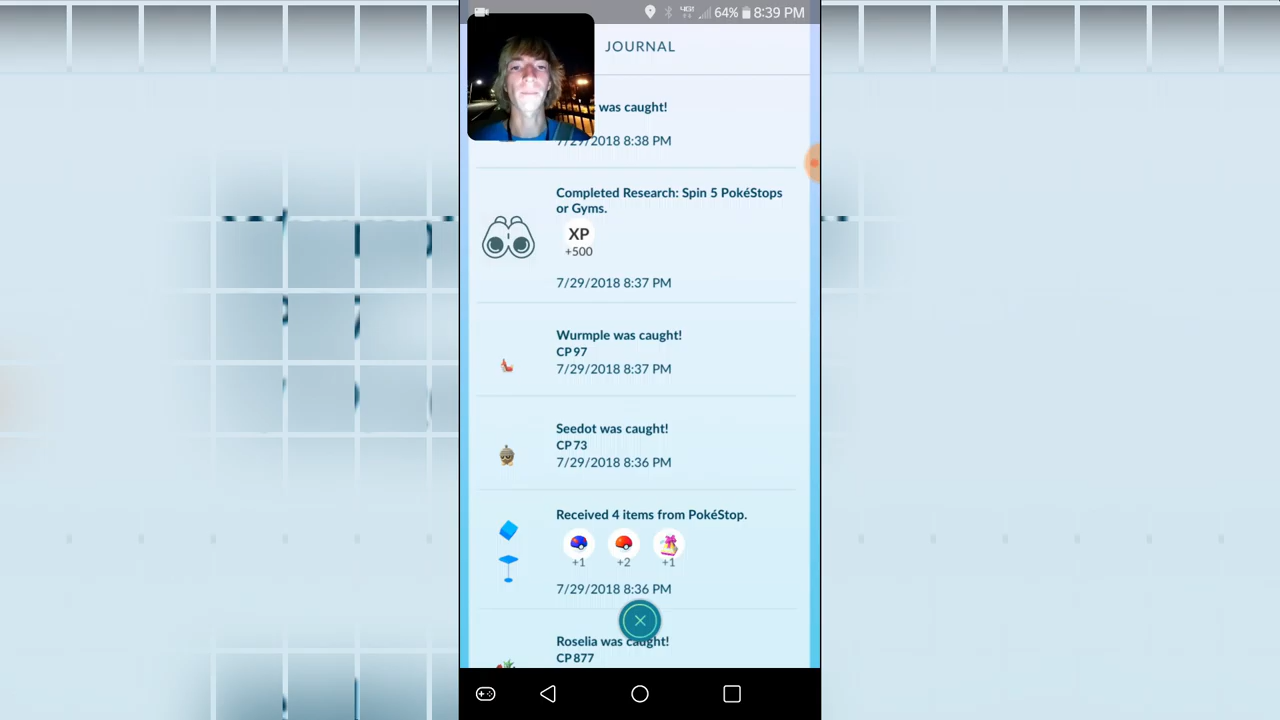 64% 8:39 PM
JOURNAL
was caught!
7/29/2018 8:38 PM
Completed Research: Spin 5 PokéStops
or Gyms.
XP
+500
7/29/2018 8:37 PM
Wurmple was caught!
CP 97
7/29/2018 8:37 PM
Seedot was caught!
CP 73
7/29/2018 8:36 PM
Received 4 items from PokéStop.
+1 +2 +1
7/29/2018 8:36 PM
Roselia was caught!
CP 877